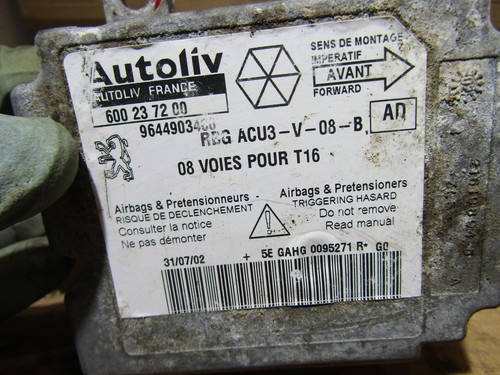 Autoliv
AUTOLIV FRANCE
600 23 72 00
SENS DE MONTAGE
IMPERATIF
AVANT
FORWARD
AD
RBG ACU3-V-08-B
08 VOIES POUR T16
Airbags & Pretensionneurs
RISQUE DE DECLENCHEMENT
Consulter la notice
Ne pas démonter
Airbags & Pretensioners
TRIGGERING HASARD
Do not remove
Read manual
31/07/02 + 5E GAHG 0095271 R* G0